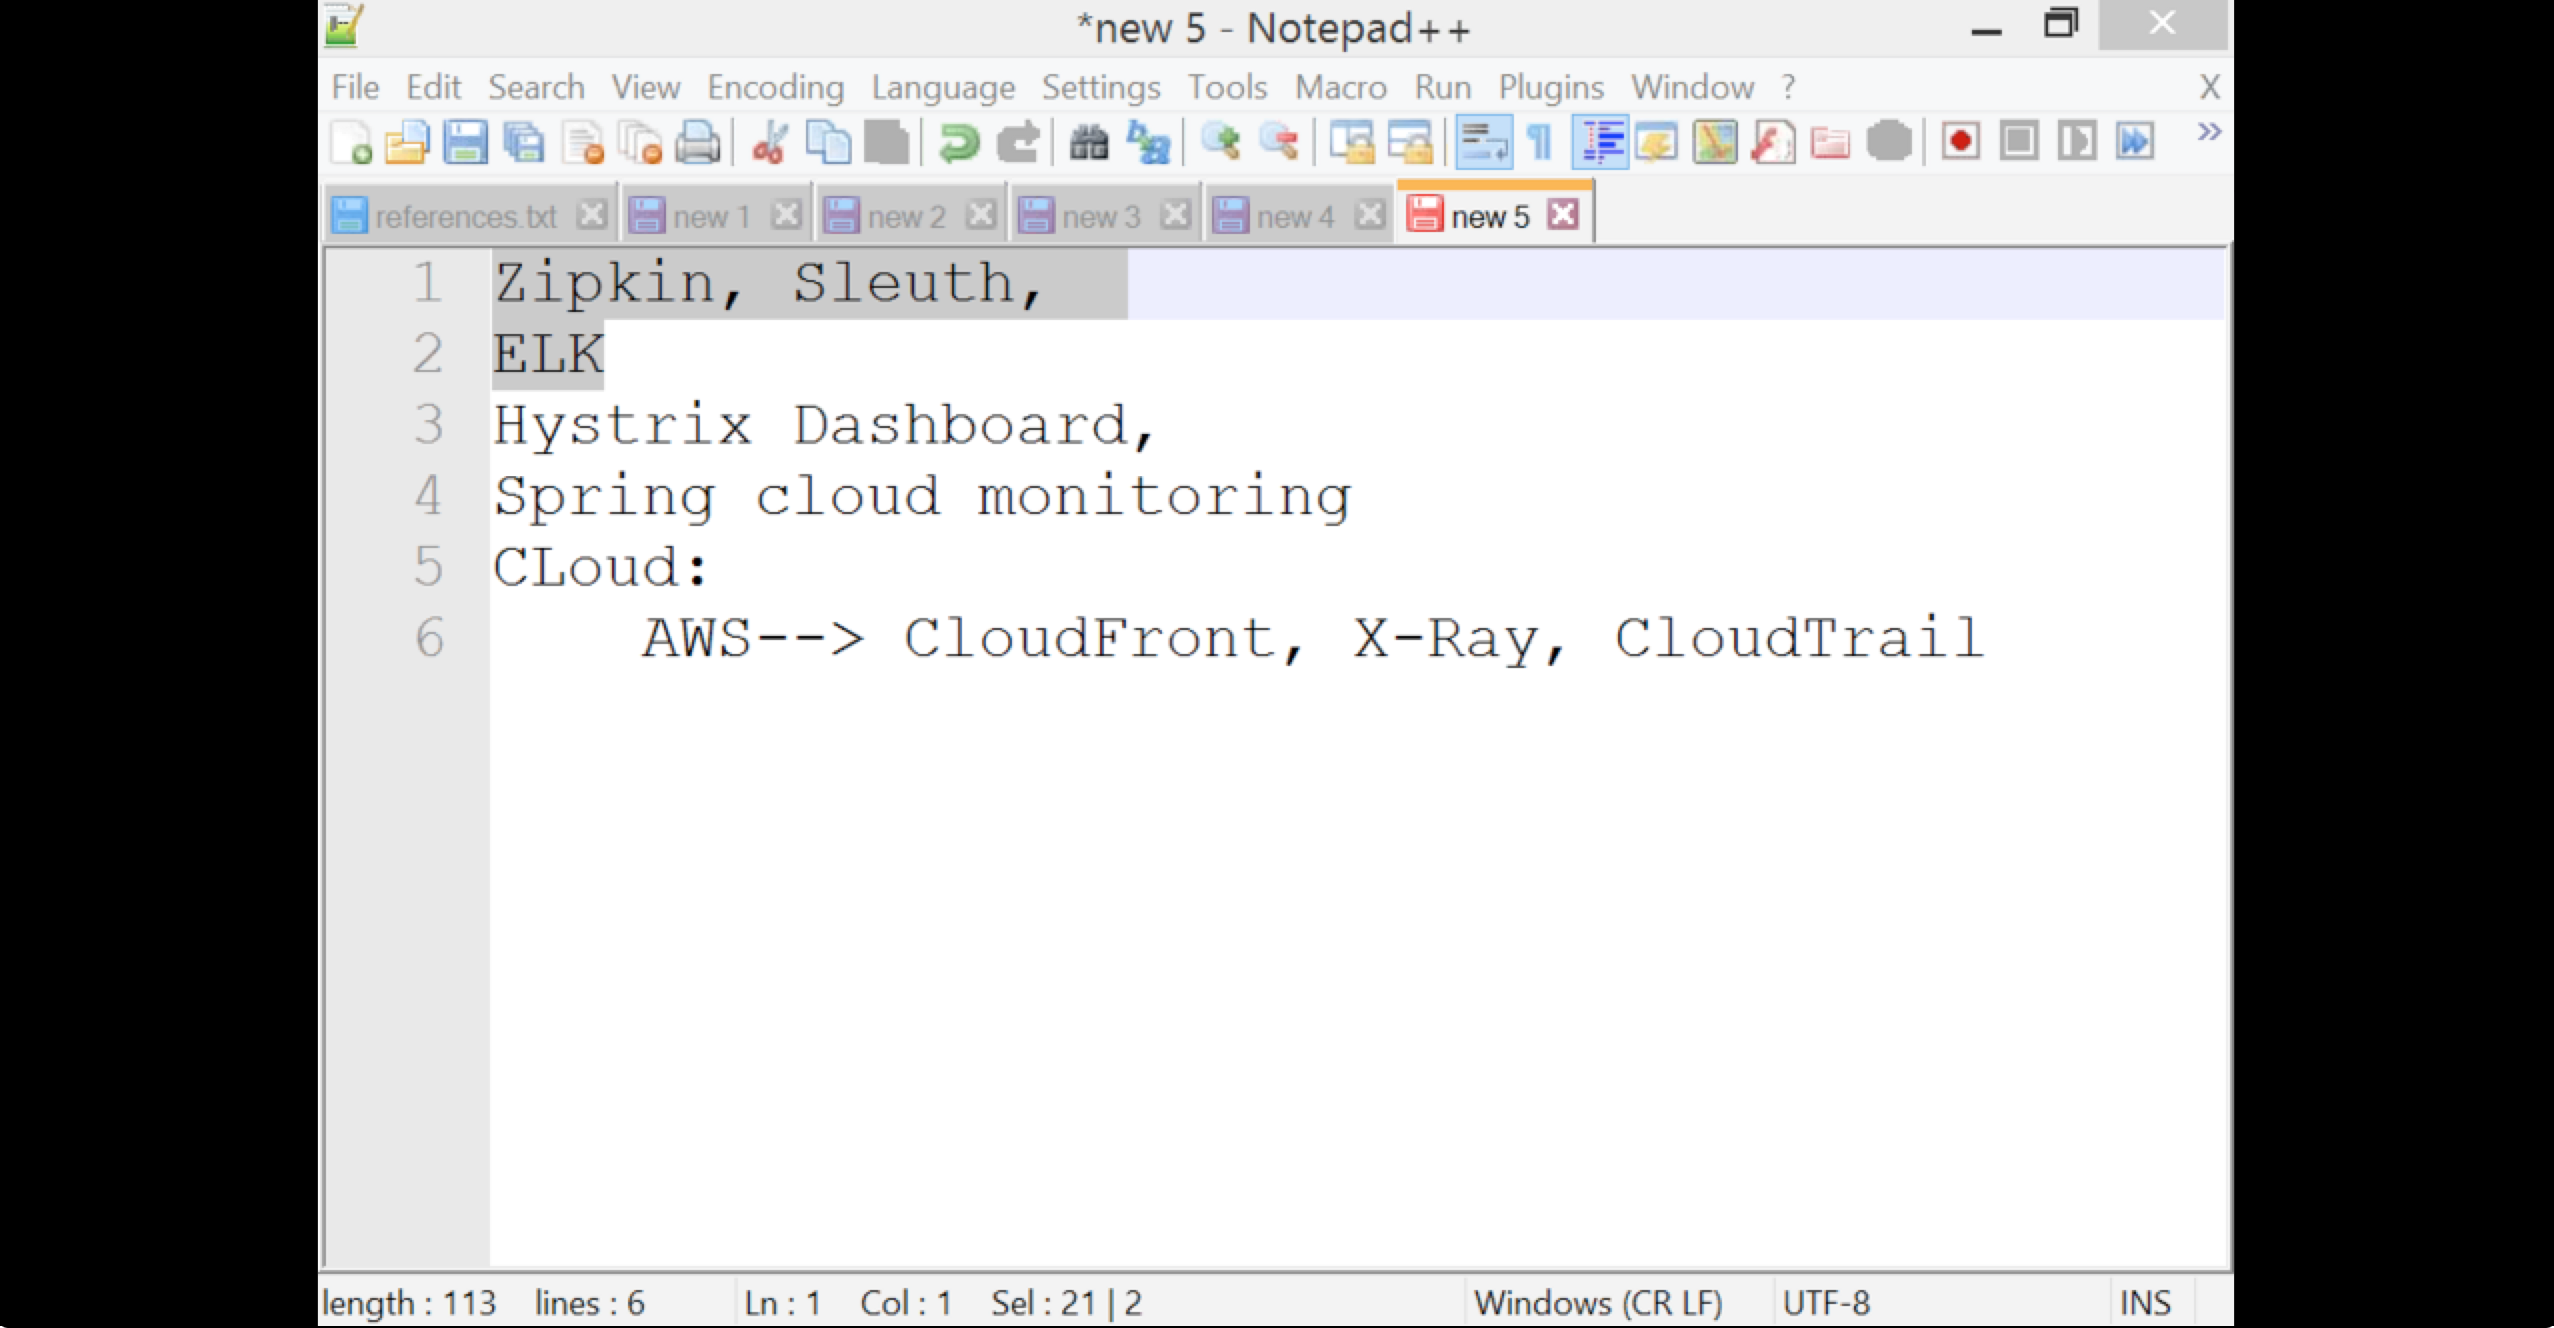 *new 5 - Notepad++
File Edit Search View Encoding Language Settings Tools Macro Run Plugins Window ? X
references.txt new 1 new 2 new 3 new 4 new 5
1 Zipkin, Sleuth,
2 ELK
3 Hystrix Dashboard,
4 Spring cloud monitoring
5 CLoud:
6 AWS--> CloudFront, X-Ray, CloudTrail
length : 113 lines : 6 Ln : 1 Col : 1 Sel : 21 | 2 Windows (CR LF) UTF-8 INS